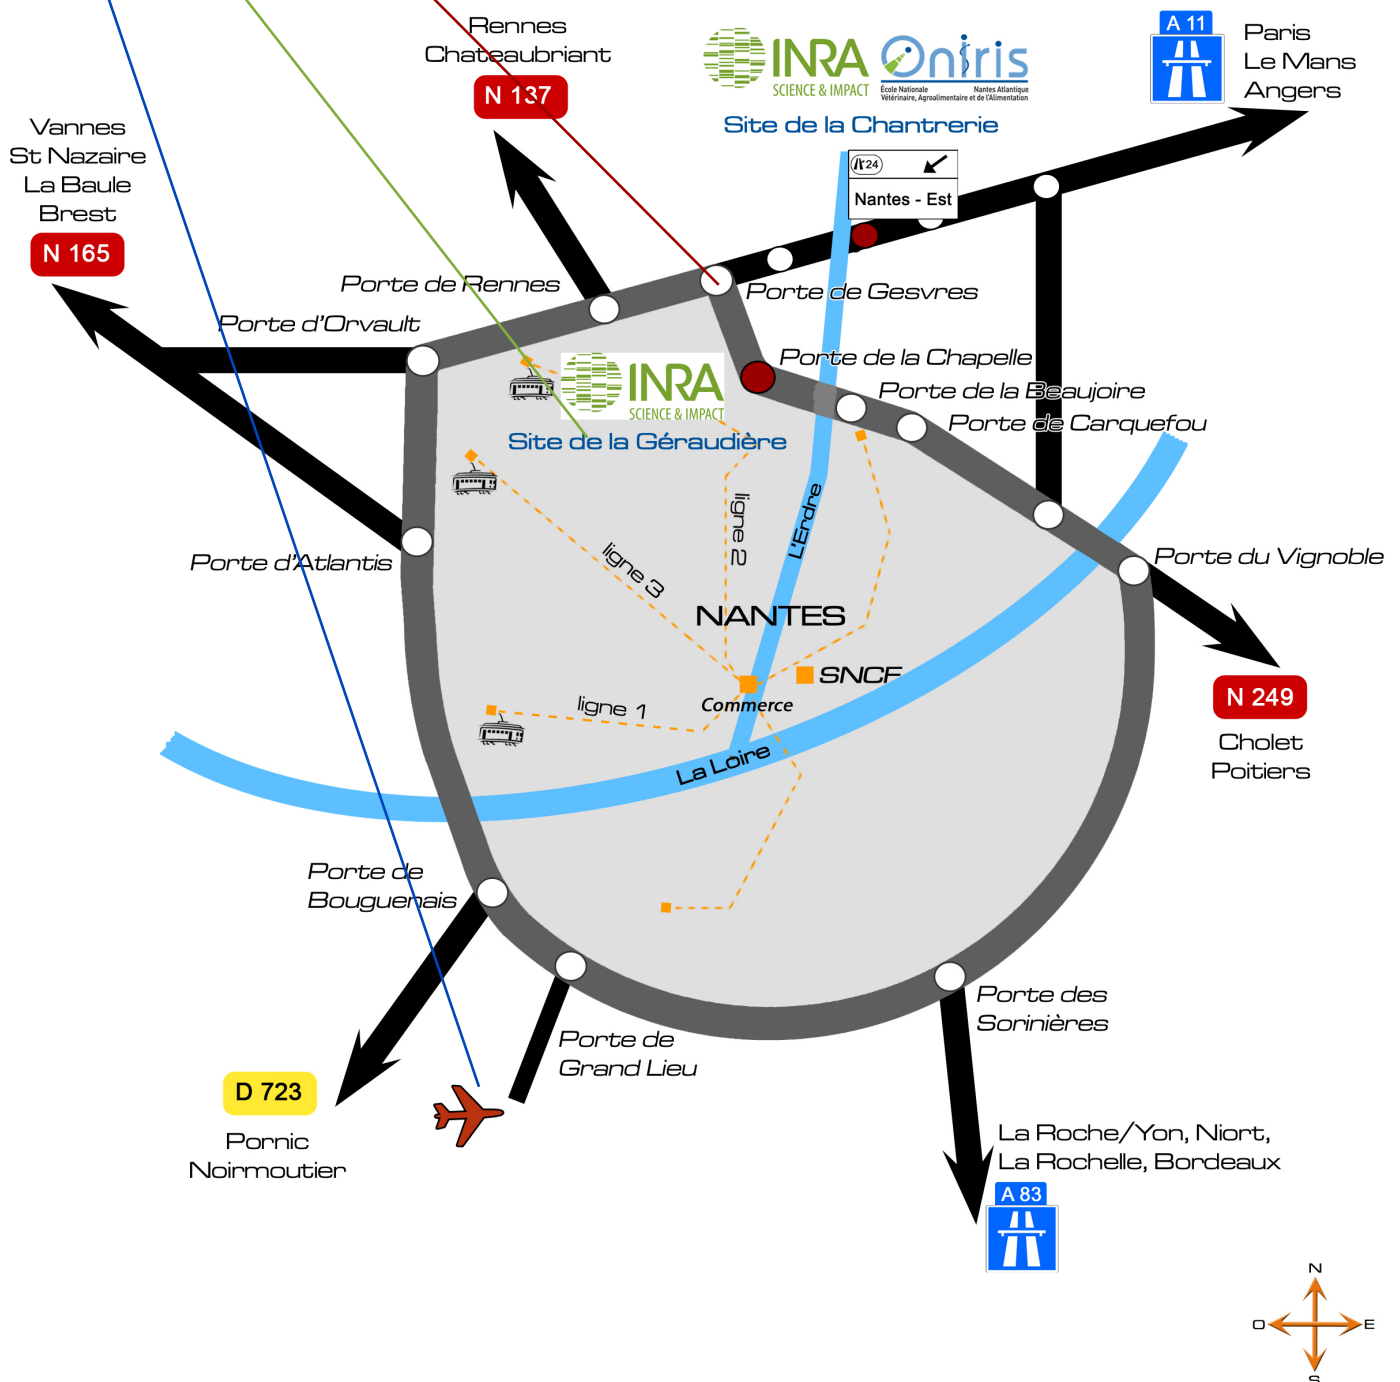 Rennes
Chateaubriant
N 137
INRA
SCIENCE & IMPACT
Oniris
École Nationale Nantes Atlantique
Vétérinaire, Agroalimentaire et de l'Alimentation
Site de la Chantrerie
A 11
Paris
Le Mans
Angers
Vannes
St Nazaire
La Baule
Brest
N 165
24
Nantes - Est
Porte de Rennes
Porte d'Orvault
Porte de Gesvres
Porte de la Chapelle
Porte de la Beaujoire
Porte de Carquefou
INRA
SCIENCE & IMPACT
Site de la Géraudière
ligne 2
L'Erdre
ligne 3
Porte d'Atlantis
Porte du Vignoble
NANTES
SNCF
Commerce
ligne 1
La Loire
N 249
Cholet
Poitiers
Porte de
Bouguenais
Porte des
Sorinières
Porte de
Grand Lieu
D 723
Pornic
Noirmoutier
La Roche/Yon, Niort,
La Rochelle, Bordeaux
A 83
N
O E
S